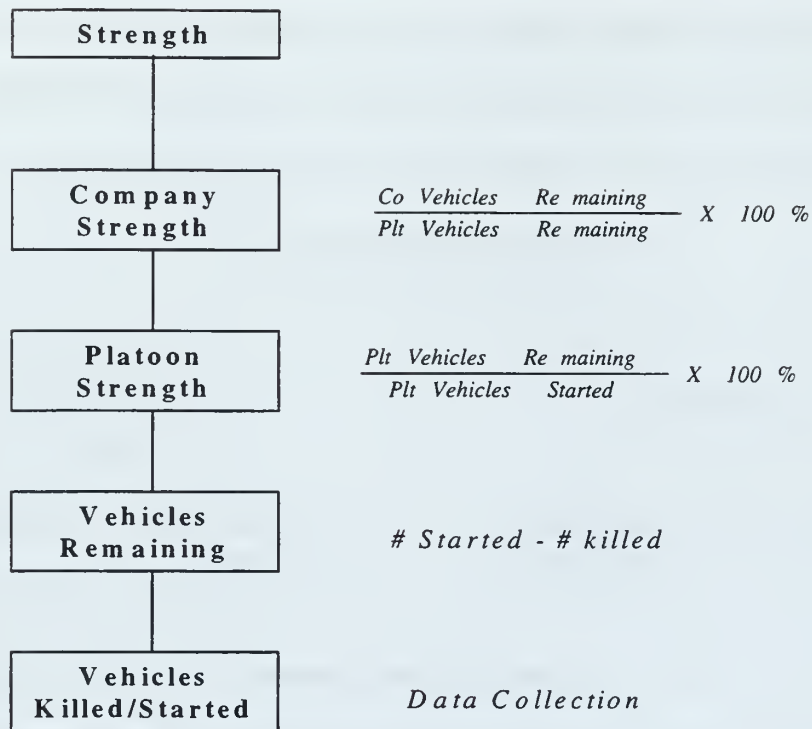 Strength
Company
Strength
Co Vehicles Re maining
Plt Vehicles Re maining
X 100 %
Platoon
Strength
Plt Vehicles Re maining
Plt Vehicles Started
X 100 %
Vehicles
Remaining
# Started - # killed
Vehicles
Killed/Started
Data Collection